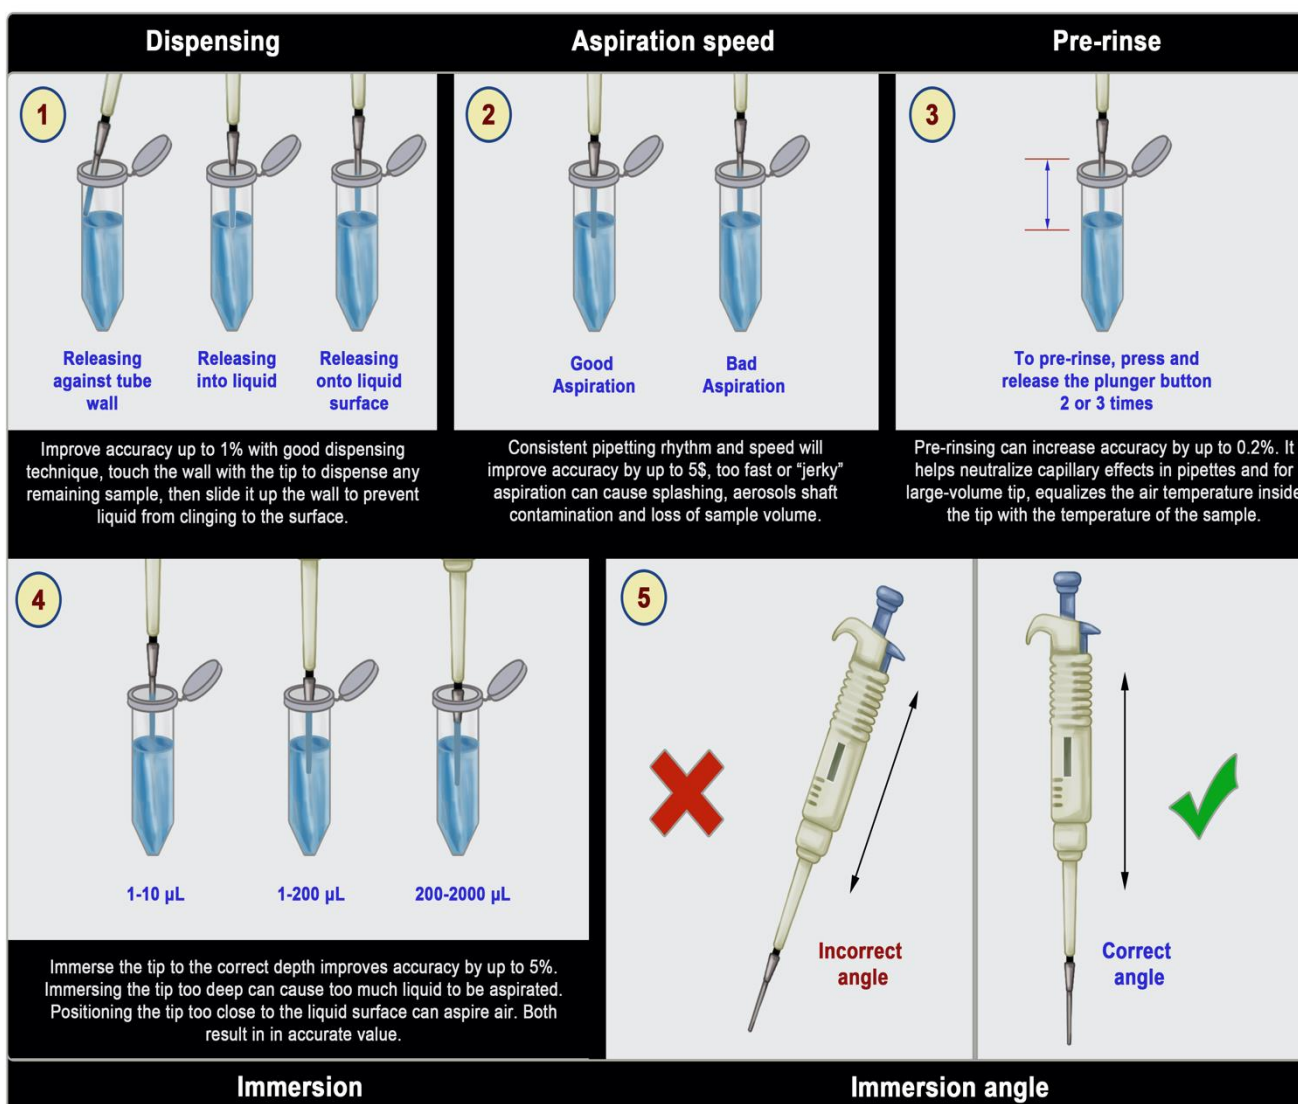 Dispensing
Aspiration speed
Pre-rinse
1
2
3
Releasing
against tube
wall
Releasing
into liquid
Releasing
onto liquid
surface
Good
Aspiration
Bad
Aspiration
To pre-rinse, press and
release the plunger button
2 or 3 times
Improve accuracy up to 1% with good dispensing
technique, touch the wall with the tip to dispense any
remaining sample, then slide it up the wall to prevent
liquid from clinging to the surface.
Consistent pipetting rhythm and speed will
improve accuracy by up to 5$, too fast or “jerky”
aspiration can cause splashing, aerosols shaft
contamination and loss of sample volume.
Pre-rinsing can increase accuracy by up to 0.2%. It
helps neutralize capillary effects in pipettes and for
large-volume tip, equalizes the air temperature inside
the tip with the temperature of the sample.
4
5
1-10 µL
1-200 µL
200-2000 µL
Incorrect
angle
Correct
angle
Immerse the tip to the correct depth improves accuracy by up to 5%.
Immersing the tip too deep can cause too much liquid to be aspirated.
Positioning the tip too close to the liquid surface can aspire air. Both
result in in accurate value.
Immersion
Immersion angle